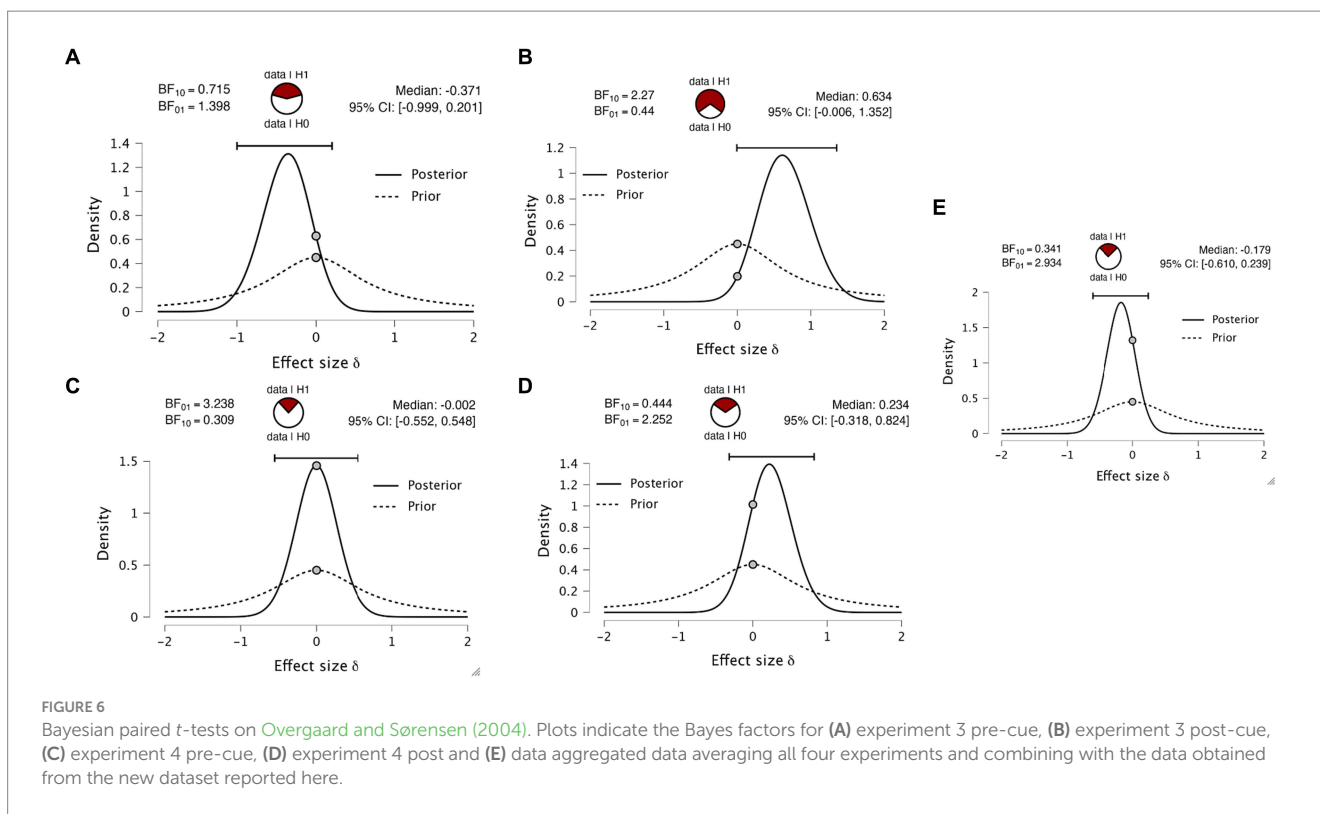 A
data | H1
BF10 = 0.715
BF01 = 1.398
Median: -0.371
95% CI: [-0.999, 0.201]
data | H0
1.4
1.2
1
0.8
0.6
0.4
0.2
0
Density
Posterior
Prior
-2
-1
0
1
2
Effect size δ
B
data | H1
BF10 = 2.27
BF01 = 0.44
Median: 0.634
95% CI: [-0.006, 1.352]
data | H0
1.2
1
0.8
0.6
0.4
0.2
0
Density
Posterior
Prior
-2
-1
0
1
2
Effect size δ
C
data | H1
BF01 = 3.238
BF10 = 0.309
Median: -0.002
95% CI: [-0.552, 0.548]
data | H0
1.5
1
0.5
0
Density
Posterior
Prior
-2
-1
0
1
2
Effect size δ
D
data | H1
BF10 = 0.444
BF01 = 2.252
Median: 0.234
95% CI: [-0.318, 0.824]
data | H0
1.4
1.2
1
0.8
0.6
0.4
0.2
0
Density
Posterior
Prior
-2
-1
0
1
2
Effect size δ
E
data | H1
BF10 = 0.341
BF01 = 2.934
Median: -0.179
95% CI: [-0.610, 0.239]
data | H0
2
1.5
1
0.5
0
Density
Posterior
Prior
-2
-1
0
1
2
Effect size δ
FIGURE 6
Bayesian paired t-tests on Overgaard and Sørensen (2004). Plots indicate the Bayes factors for (A) experiment 3 pre-cue, (B) experiment 3 post-cue,
(C) experiment 4 pre-cue, (D) experiment 4 post and (E) data aggregated data averaging all four experiments and combining with the data obtained
from the new dataset reported here.